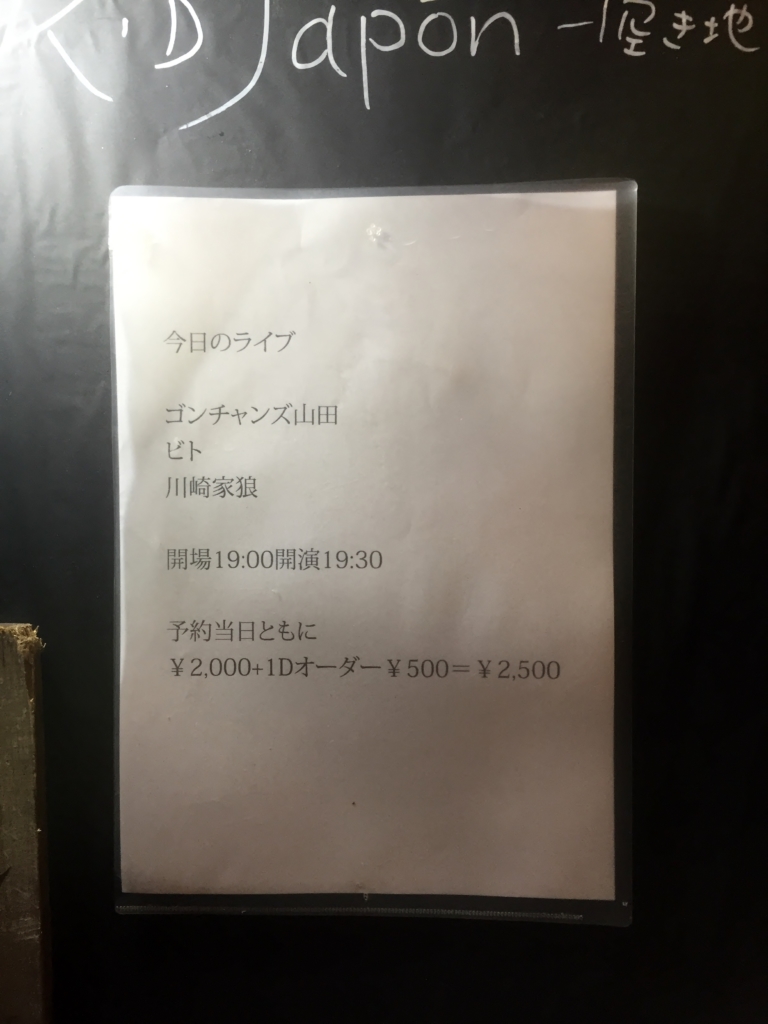 K・D Japon 一空き地
今日のライブ
ゴンチャンズ山田
ビト
川崎家狼
開場19:00開演19:30
予約当日ともに
¥2,000+1Dオーダー¥500=¥2,500